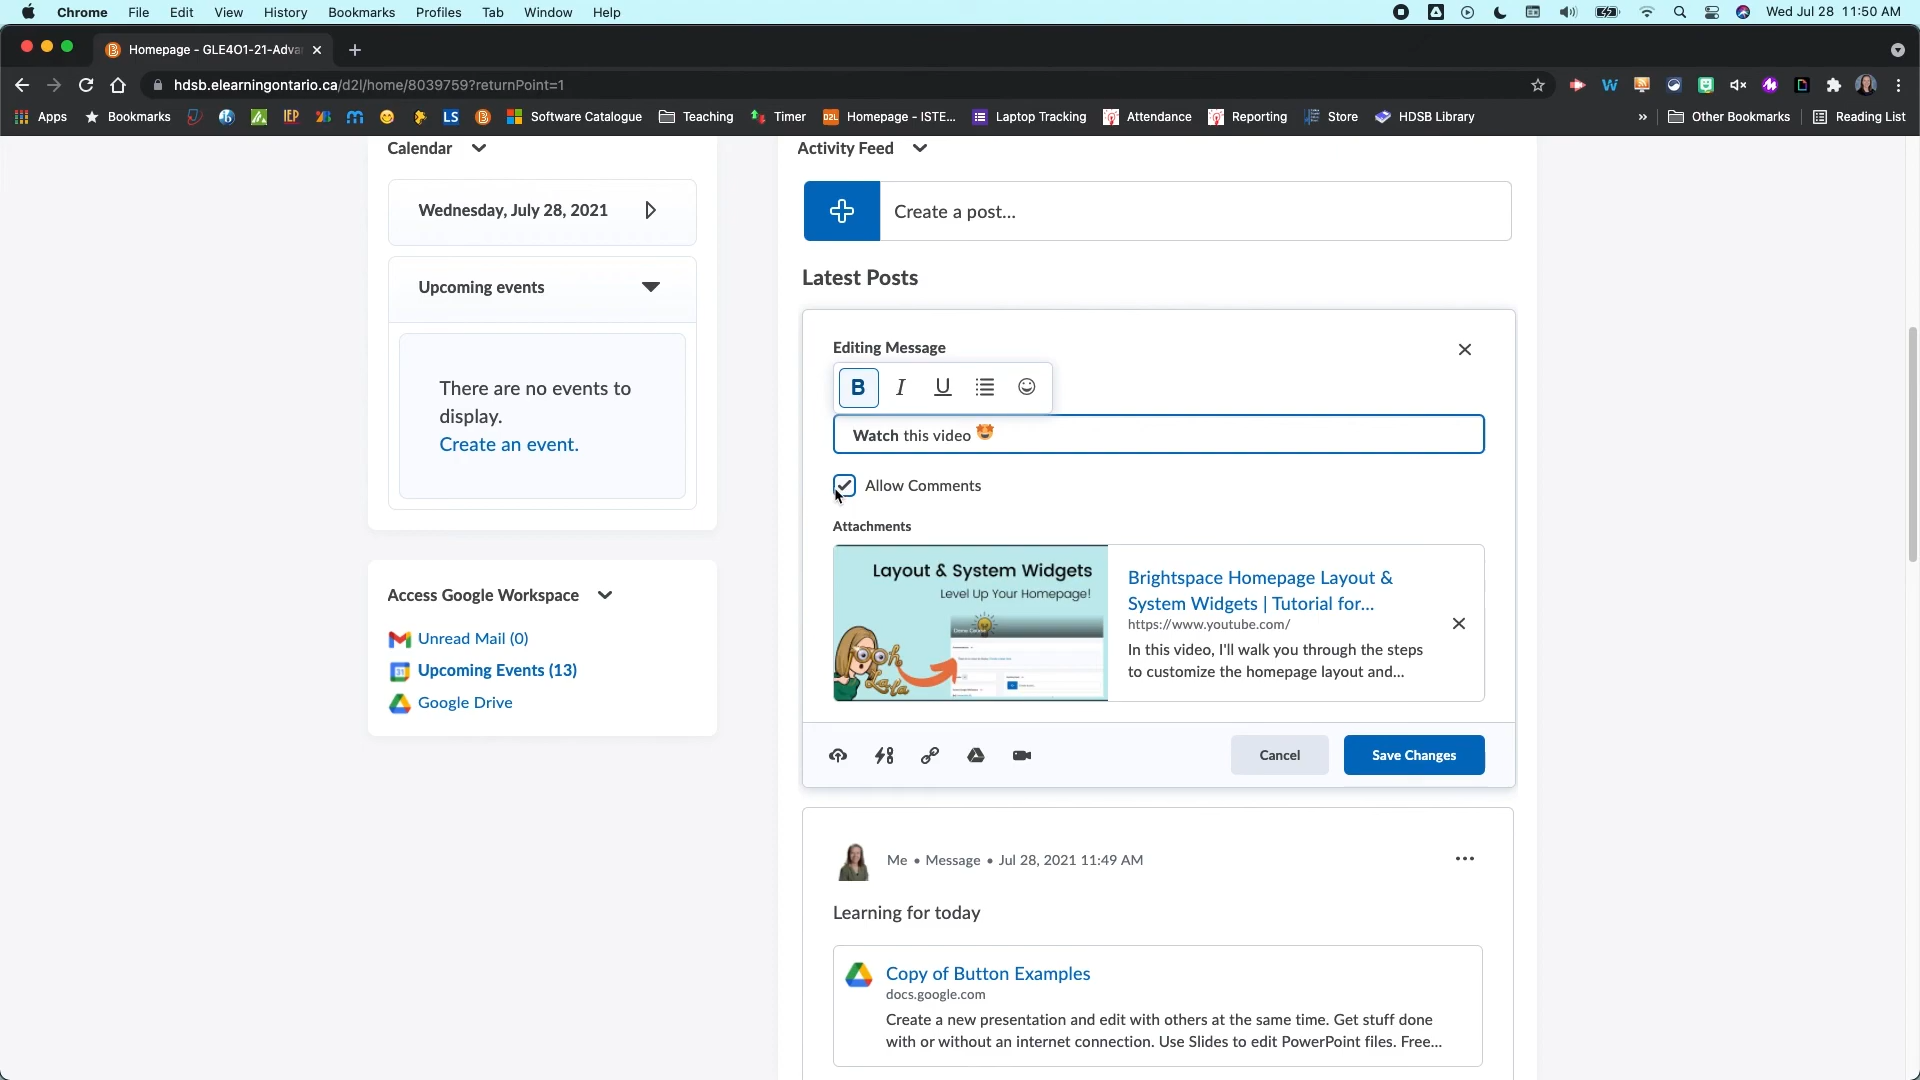 Chrome File Edit View History Bookmarks Profiles Tab Window Help Wed Jul 28 11:50 AM
Homepage - GLE4O1-21-Adva
hdsb.elearningontario.ca/d2l/home/8039759?returnPoint=1
Apps Bookmarks IEP LS Software Catalogue Teaching Timer D2L Homepage - ISTE... Laptop Tracking Attendance Reporting Store HDSB Library » Other Bookmarks Reading List
Calendar
Wednesday, July 28, 2021
Upcoming events
There are no events to
display.
Create an event.
Access Google Workspace
Unread Mail (0)
Upcoming Events (13)
Google Drive
Activity Feed
Create a post...
Latest Posts
Editing Message
B I U
Watch this video 🤩
Allow Comments
Attachments
Layout & System Widgets
Level Up Your Homepage!
Ooh
LaLa
Brightspace Homepage Layout &
System Widgets | Tutorial for...
https://www.youtube.com/
In this video, I'll walk you through the steps
to customize the homepage layout and...
Cancel Save Changes
Me • Message • Jul 28, 2021 11:49 AM
Learning for today
Copy of Button Examples
docs.google.com
Create a new presentation and edit with others at the same time. Get stuff done
with or without an internet connection. Use Slides to edit PowerPoint files. Free...